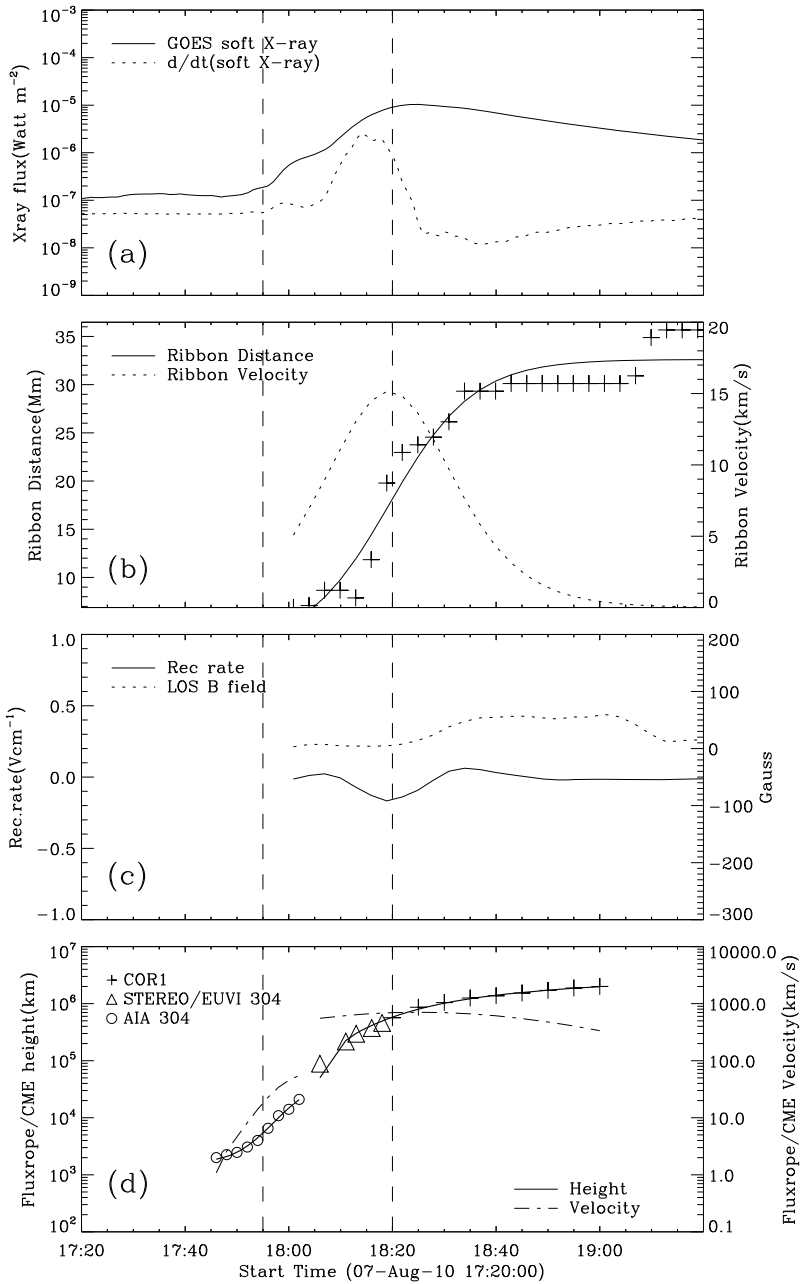 10⁻³
10⁻⁴
10⁻⁵
10⁻⁶
10⁻⁷
10⁻⁸
10⁻⁹
Xray flux(Watt m⁻²)
GOES soft X-ray
d/dt(soft X-ray)
(a)
35
30
25
20
15
10
Ribbon Distance(Mm)
Ribbon Distance
Ribbon Velocity
(b)
20
15
10
5
0
Ribbon Velocity(km/s)
1.0
0.5
0.0
-0.5
-1.0
Rec.rate(Vcm⁻¹)
Rec rate
LOS B field
(c)
200
100
0
-100
-200
-300
Gauss
10⁷
10⁶
10⁵
10⁴
10³
10²
Fluxrope/CME height(km)
COR1
STEREO/EUVI 304
AIA 304
(d)
Height
Velocity
10000.0
1000.0
100.0
10.0
1.0
0.1
Fluxrope/CME Velocity(km/s)
17:20 17:40 18:00 18:20 18:40 19:00
Start Time (07-Aug-10 17:20:00)